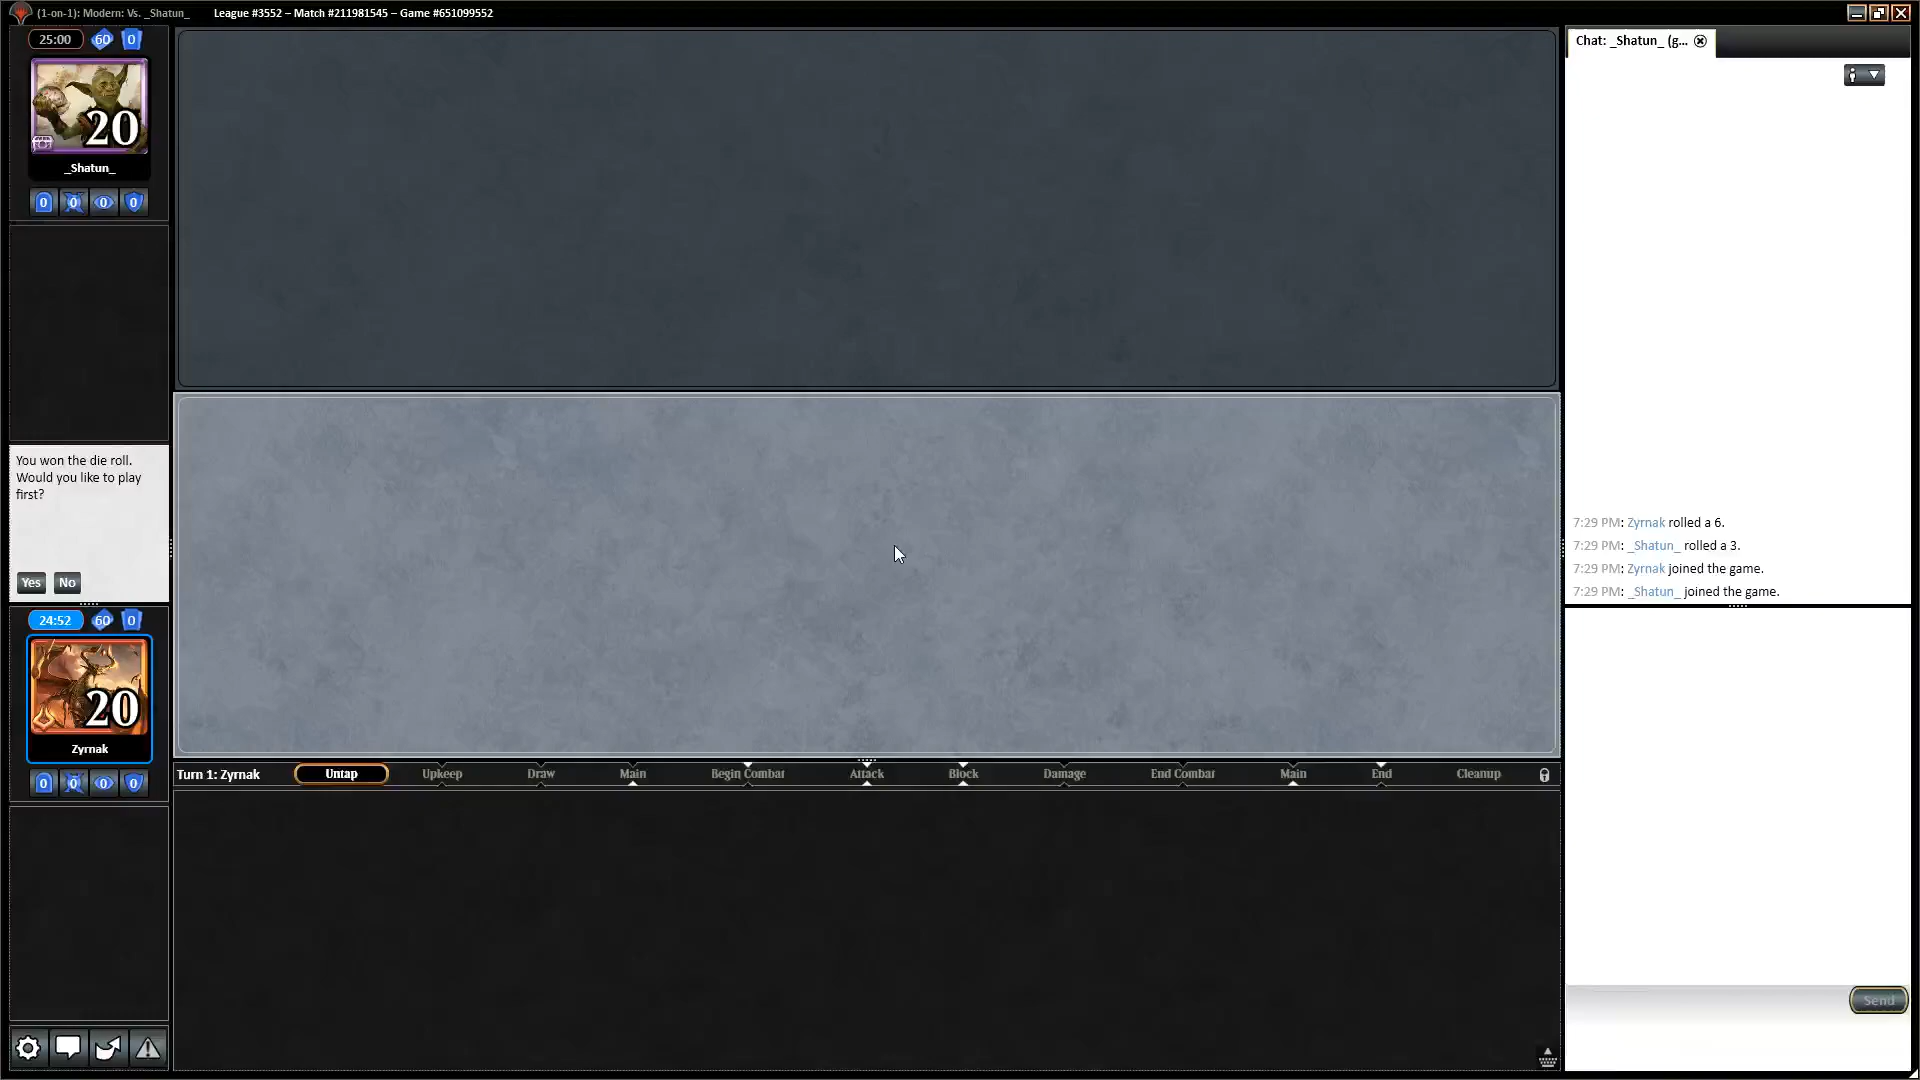 (1-on-1): Modern: Vs. _Shatun_
League #3552 – Match #211981545 – Game #651099552
25:00
60
0
20
_Shatun_
0
0
0
0
You won the die roll.
Would you like to play
first?
Yes
No
24:52
60
0
20
Zyrnak
0
0
0
0
Turn 1: Zyrnak
Untap
Upkeep
Draw
Main
Begin Combat
Attack
Block
Damage
End Combat
Main
End
Cleanup
Chat: _Shatun_ (g...
7:29 PM: Zyrnak rolled a 6.
7:29 PM: _Shatun_ rolled a 3.
7:29 PM: Zyrnak joined the game.
7:29 PM: _Shatun_ joined the game.
Send